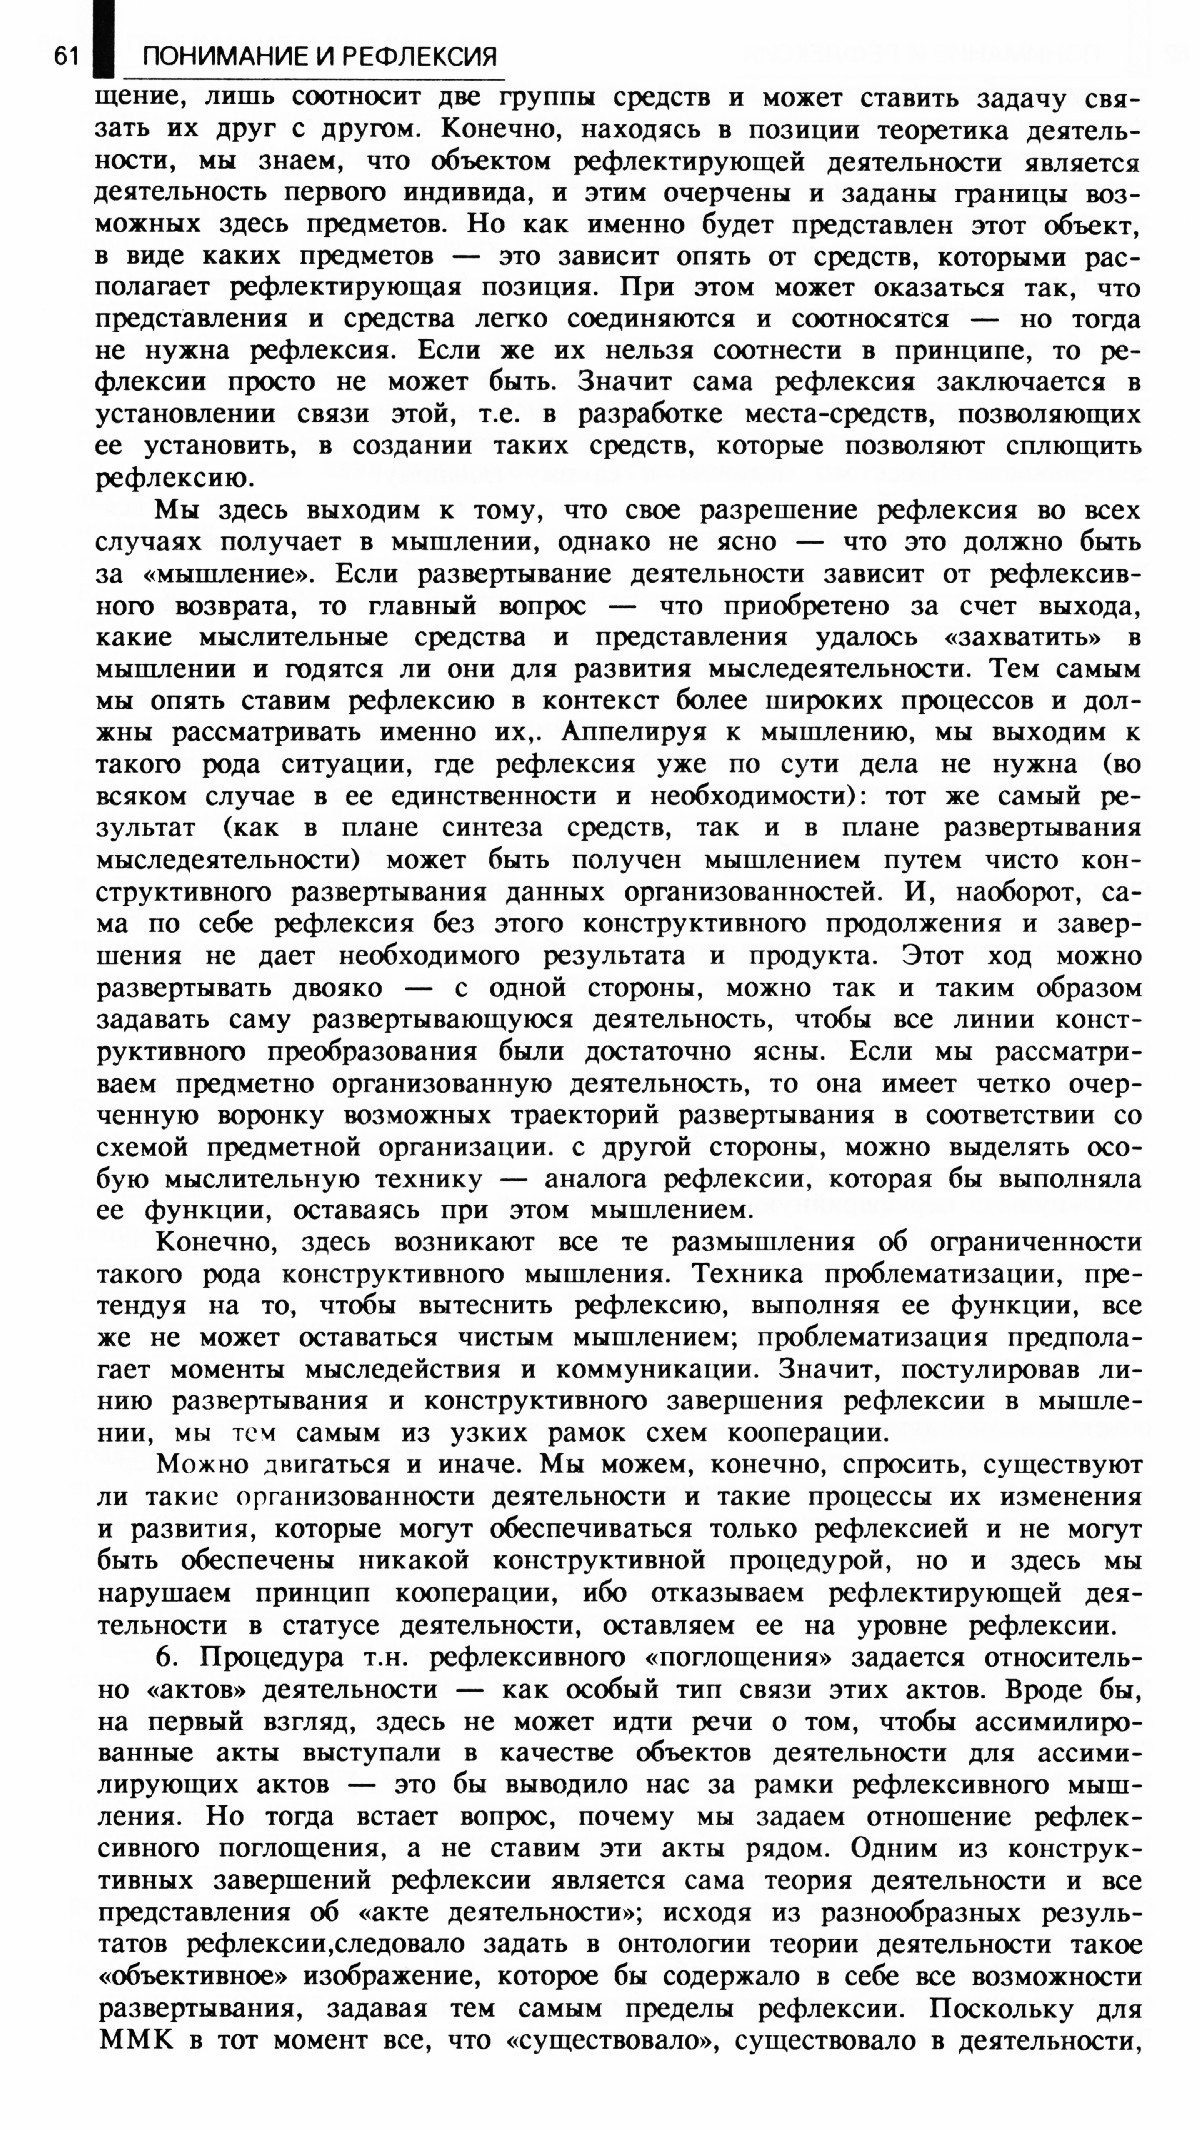 61 ПОНИМАНИЕ И РЕФЛЕКСИЯ
щение, лишь соотносит две группы средств и может ставить задачу свя-
зать их друг с другом. Конечно, находясь в позиции теоретика деятель-
ности, мы знаем, что объектом рефлектирующей деятельности является
деятельность первого индивида, и этим очерчены и заданы границы воз-
можных здесь предметов. Но как именно будет представлен этот объект,
в виде каких предметов — это зависит опять от средств, которыми рас-
полагает рефлектирующая позиция. При этом может оказаться так, что
представления и средства легко соединяются и соотносятся — но тогда
не нужна рефлексия. Если же их нельзя соотнести в принципе, то ре-
флексии просто не может быть. Значит сама рефлексия заключается в
установлении связи этой, т.е. в разработке места-средств, позволяющих
ее установить, в создании таких средств, которые позволяют сплющить
рефлексию.
Мы здесь выходим к тому, что свое разрешение рефлексия во всех
случаях получает в мышлении, однако не ясно — что это должно быть
за «мышление». Если развертывание деятельности зависит от рефлексив-
ного возврата, то главный вопрос — что приобретено за счет выхода,
какие мыслительные средства и представления удалось «захватить» в
мышлении и годятся ли они для развития мыследеятельности. Тем самым
мы опять ставим рефлексию в контекст более широких процессов и дол-
жны рассматривать именно их,. Аппелируя к мышлению, мы выходим к
такого рода ситуации, где рефлексия уже по сути дела не нужна (во
всяком случае в ее единственности и необходимости): тот же самый ре-
зультат (как в плане синтеза средств, так и в плане развертывания
мыследеятельности) может быть получен мышлением путем чисто кон-
структивного развертывания данных организованностей. И, наоборот, са-
ма по себе рефлексия без этого конструктивного продолжения и завер-
шения не дает необходимого результата и продукта. Этот ход можно
развертывать двояко — с одной стороны, можно так и таким образом
задавать саму развертывающуюся деятельность, чтобы все линии конст-
руктивного преобразования были достаточно ясны. Если мы рассматри-
ваем предметно организованную деятельность, то она имеет четко очер-
ченную воронку возможных траекторий развертывания в соответствии со
схемой предметной организации. с другой стороны, можно выделять осо-
бую мыслительную технику — аналога рефлексии, которая бы выполняла
ее функции, оставаясь при этом мышлением.
Конечно, здесь возникают все те размышления об ограниченности
такого рода конструктивного мышления. Техника проблематизации, пре-
тендуя на то, чтобы вытеснить рефлексию, выполняя ее функции, все
же не может оставаться чистым мышлением; проблематизация предпола-
гает моменты мыследействия и коммуникации. Значит, постулировав ли-
нию развертывания и конструктивного завершения рефлексии в мышле-
нии, мы тем самым из узких рамок схем кооперации.
Можно двигаться и иначе. Мы можем, конечно, спросить, существуют
ли такие организованности деятельности и такие процессы их изменения
и развития, которые могут обеспечиваться только рефлексией и не могут
быть обеспечены никакой конструктивной процедурой, но и здесь мы
нарушаем принцип кооперации, ибо отказываем рефлектирующей дея-
тельности в статусе деятельности, оставляем ее на уровне рефлексии.
6. Процедура т.н. рефлексивного «поглощения» задается относитель-
но «актов» деятельности — как особый тип связи этих актов. Вроде бы,
на первый взгляд, здесь не может идти речи о том, чтобы ассимилиро-
ванные акты выступали в качестве объектов деятельности для ассими-
лирующих актов — это бы выводило нас за рамки рефлексивного мыш-
ления. Но тогда встает вопрос, почему мы задаем отношение рефлек-
сивного поглощения, а не ставим эти акты рядом. Одним из конструк-
тивных завершений рефлексии является сама теория деятельности и все
представления об «акте деятельности»; исходя из разнообразных резуль-
татов рефлексии,следовало задать в онтологии теории деятельности такое
«объективное» изображение, которое бы содержало в себе все возможности
развертывания, задавая тем самым пределы рефлексии. Поскольку для
ММК в тот момент все, что «существовало», существовало в деятельности,